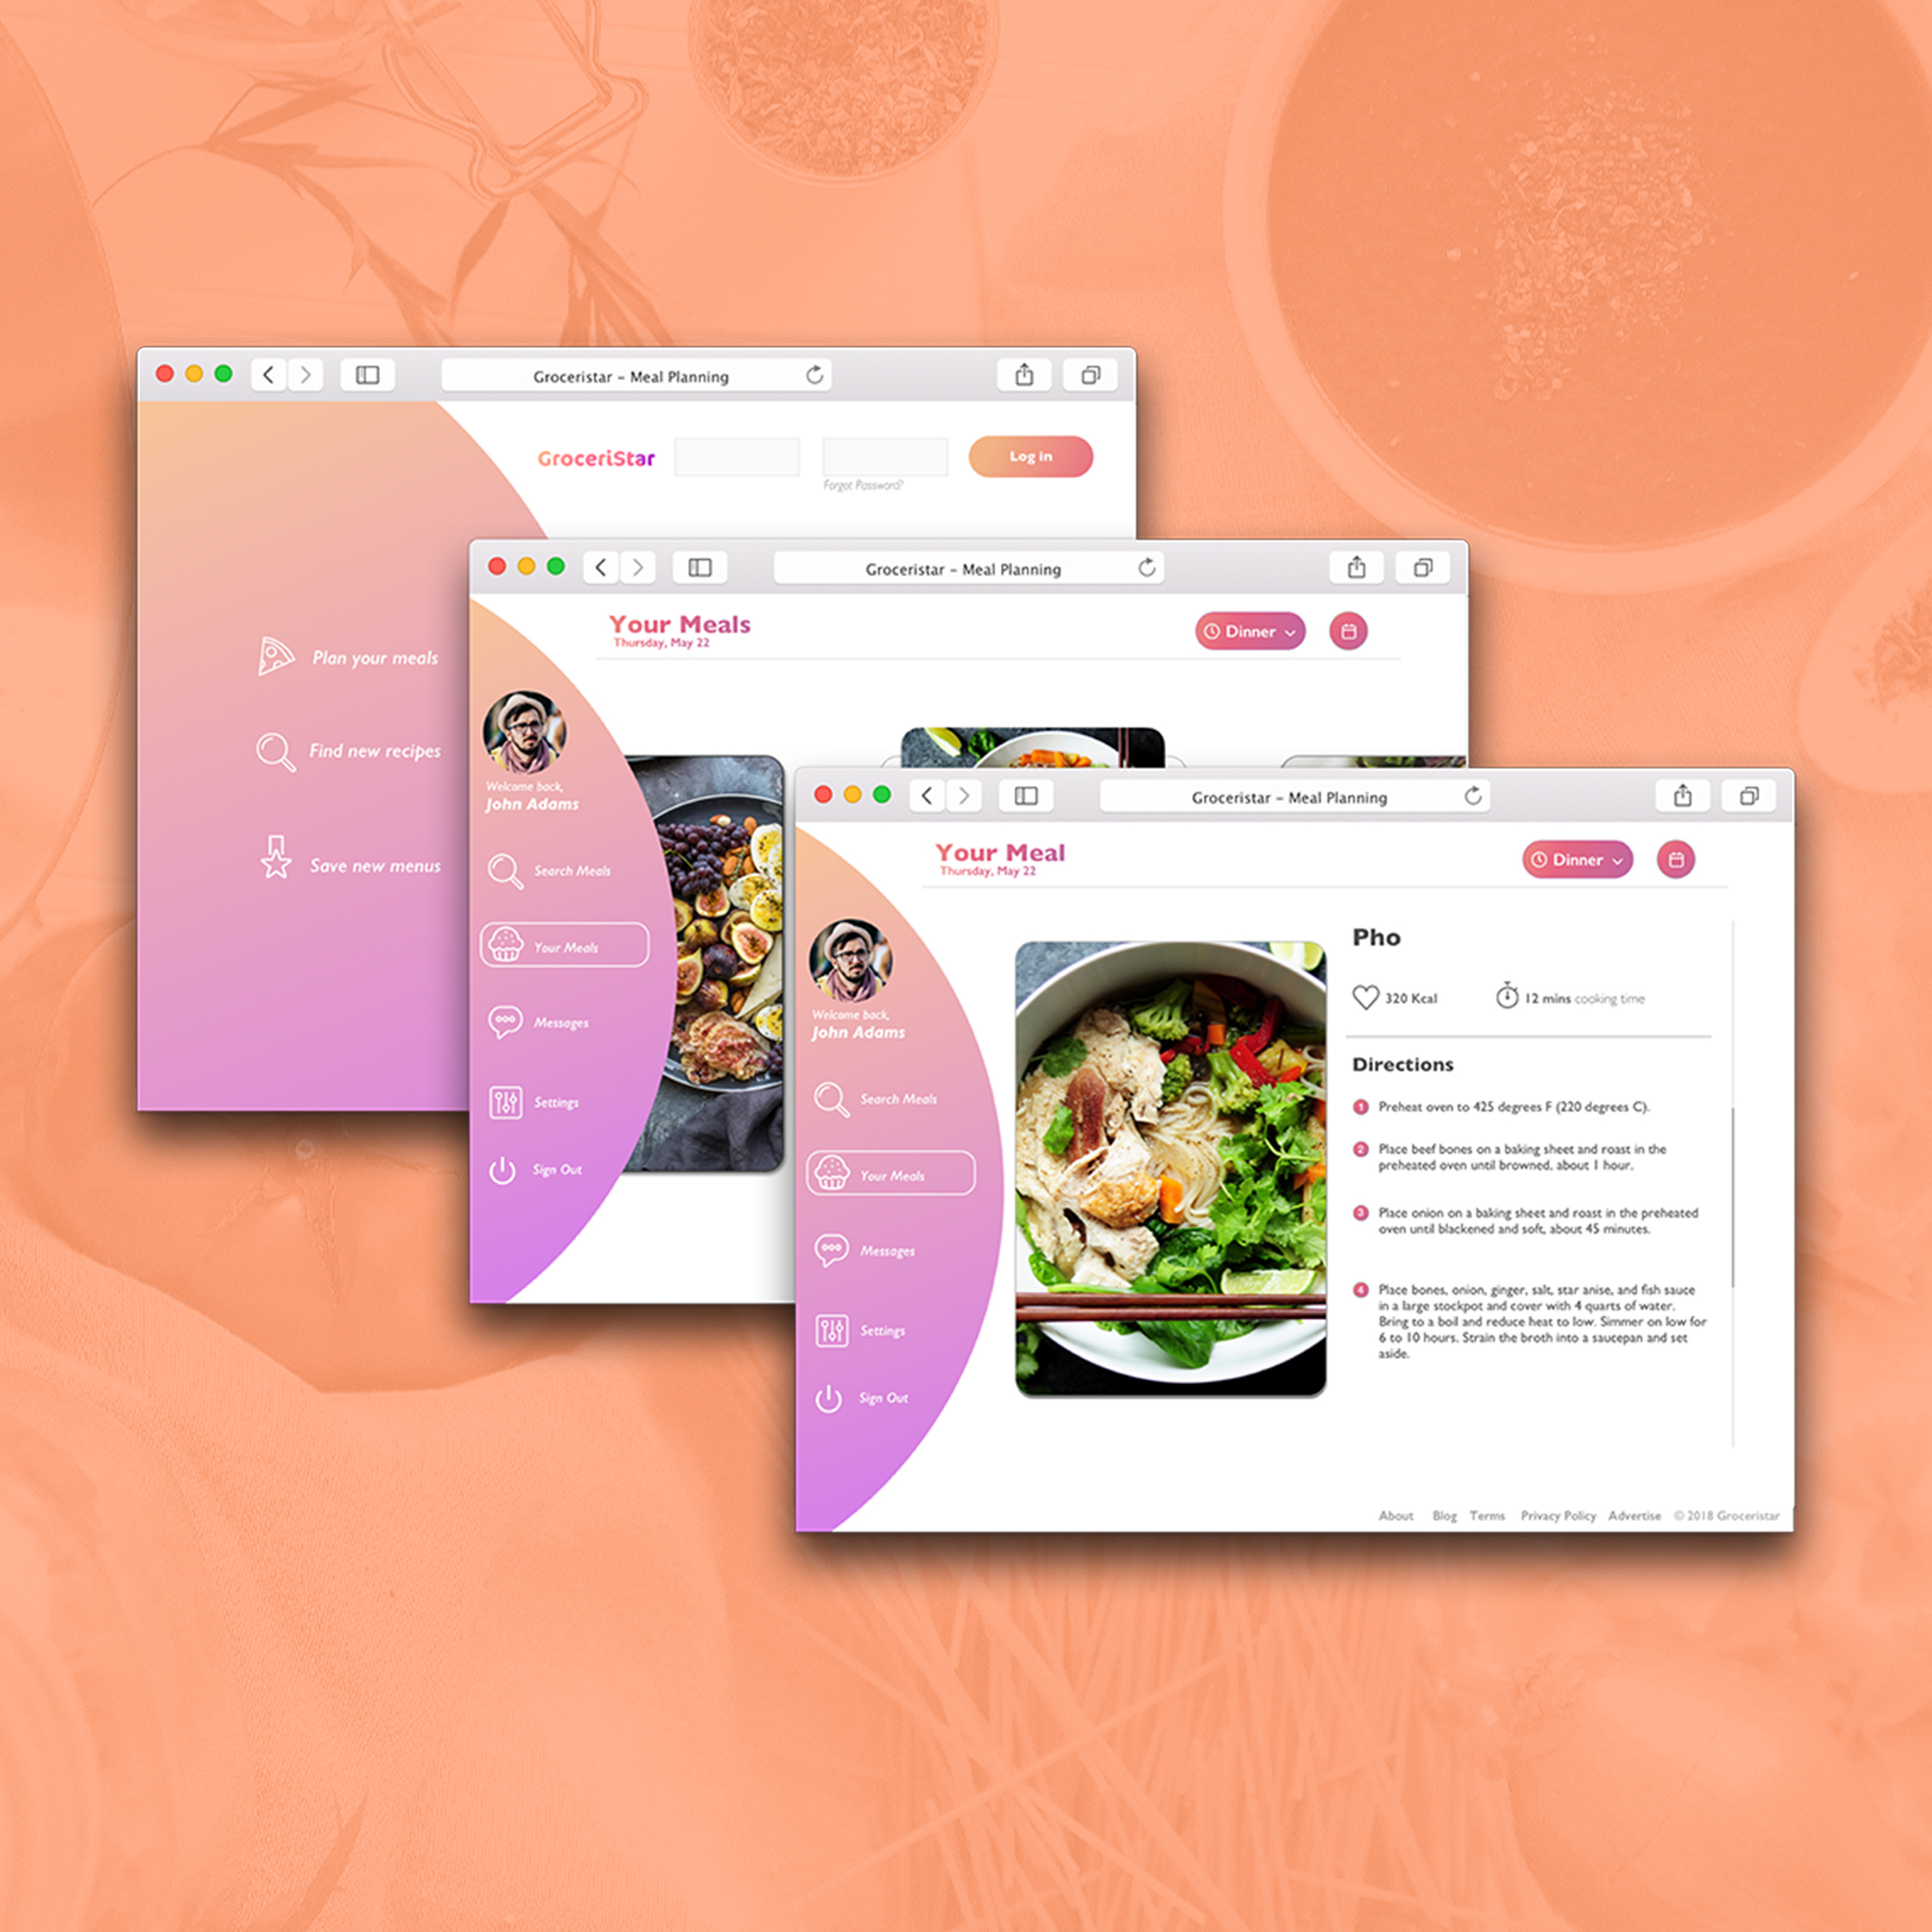 Groceristar – Meal Planning
GroceriStar
Log in
Forgot Password?
Plan your meals
Find new recipes
Save new menus
Groceristar – Meal Planning
Your Meals
Thursday, May 22
Dinner
Welcome back,
John Adams
Search Meals
Your Meals
Messages
Settings
Sign Out
Groceristar – Meal Planning
Your Meal
Thursday, May 22
Dinner
Welcome back,
John Adams
Search Meals
Your Meals
Messages
Settings
Sign Out
Pho
320 Kcal
12 mins cooking time
Directions
1 Preheat oven to 425 degrees F (220 degrees C).
2 Place beef bones on a baking sheet and roast in the
preheated oven until browned, about 1 hour.
3 Place onion on a baking sheet and roast in the preheated
oven until blackened and soft, about 45 minutes.
4 Place bones, onion, ginger, salt, star anise, and fish sauce
in a large stockpot and cover with 4 quarts of water.
Bring to a boil and reduce heat to low. Simmer on low for
6 to 10 hours. Strain the broth into a saucepan and set
aside.
About Blog Terms Privacy Policy Advertise © 2018 Groceristar